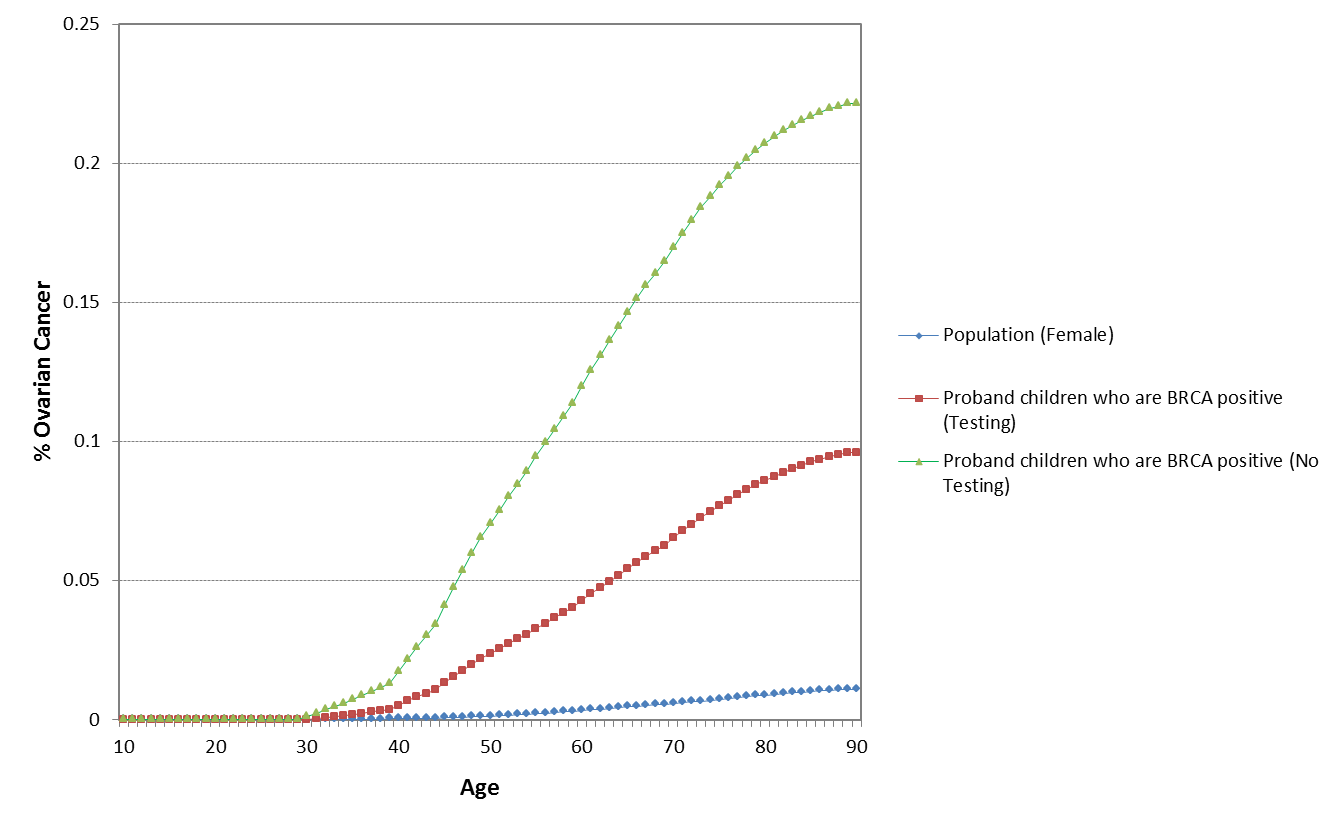 0.25
0.2
0.15
0.1
0.05
0
% Ovarian Cancer
10 20 30 40 50 60 70 80 90
Age
Population (Female)
Proband children who are BRCA positive
(Testing)
Proband children who are BRCA positive (No
Testing)